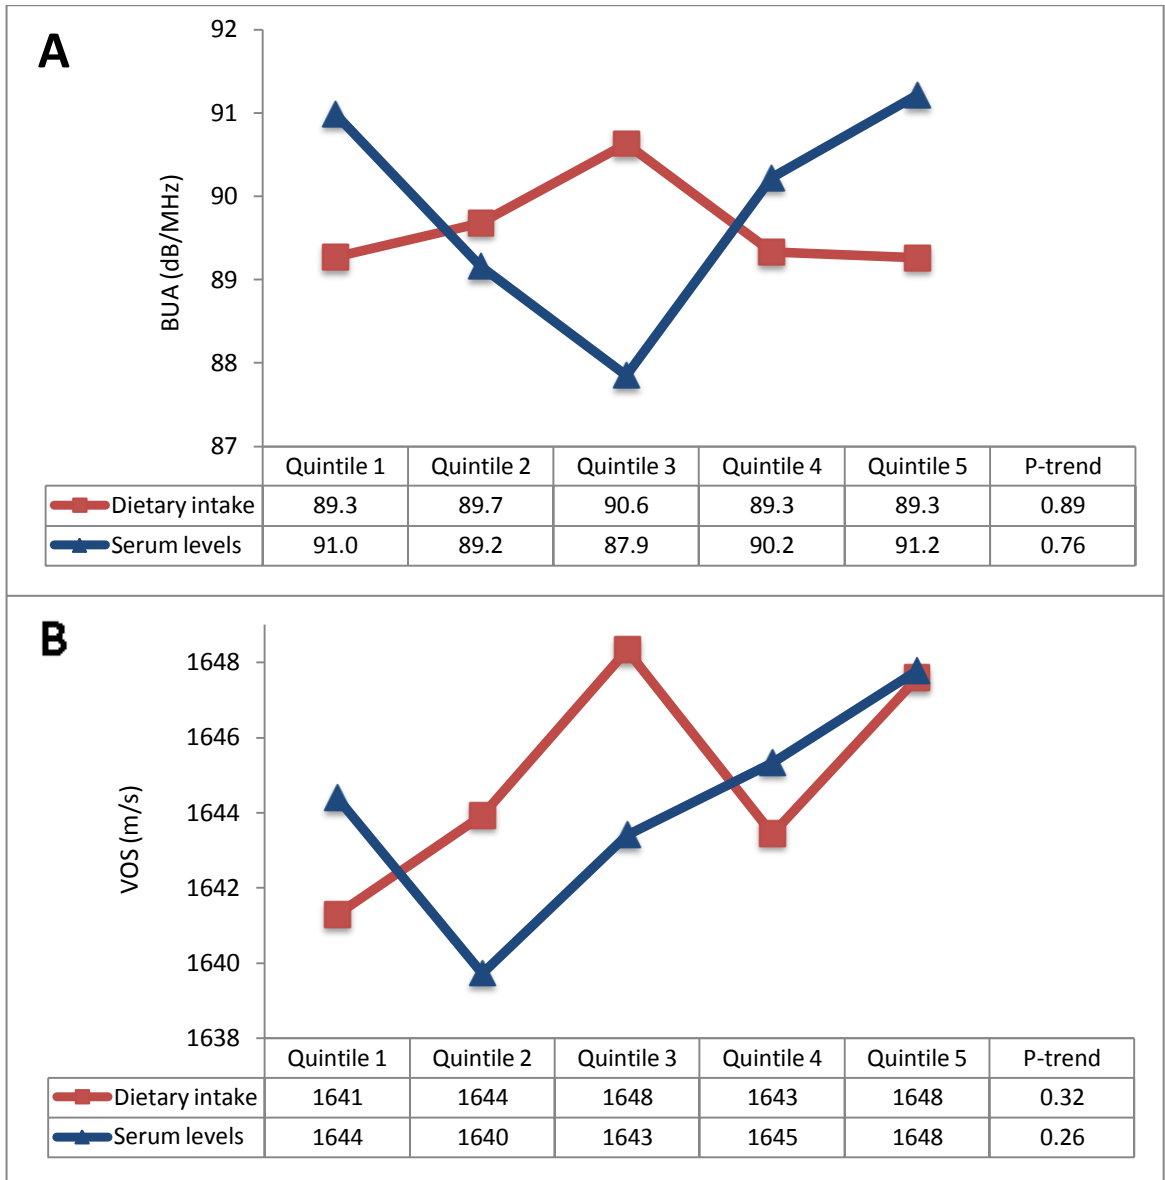 A
92
91
90
89
88
87
BUA (dB/MHz)
Quintile 1 Quintile 2 Quintile 3 Quintile 4 Quintile 5 P-trend
Dietary intake 89.3 89.7 90.6 89.3 89.3 0.89
Serum levels 91.0 89.2 87.9 90.2 91.2 0.76
B
1648
1646
1644
1642
1640
1638
VOS (m/s)
Quintile 1 Quintile 2 Quintile 3 Quintile 4 Quintile 5 P-trend
Dietary intake 1641 1644 1648 1643 1648 0.32
Serum levels 1644 1640 1643 1645 1648 0.26